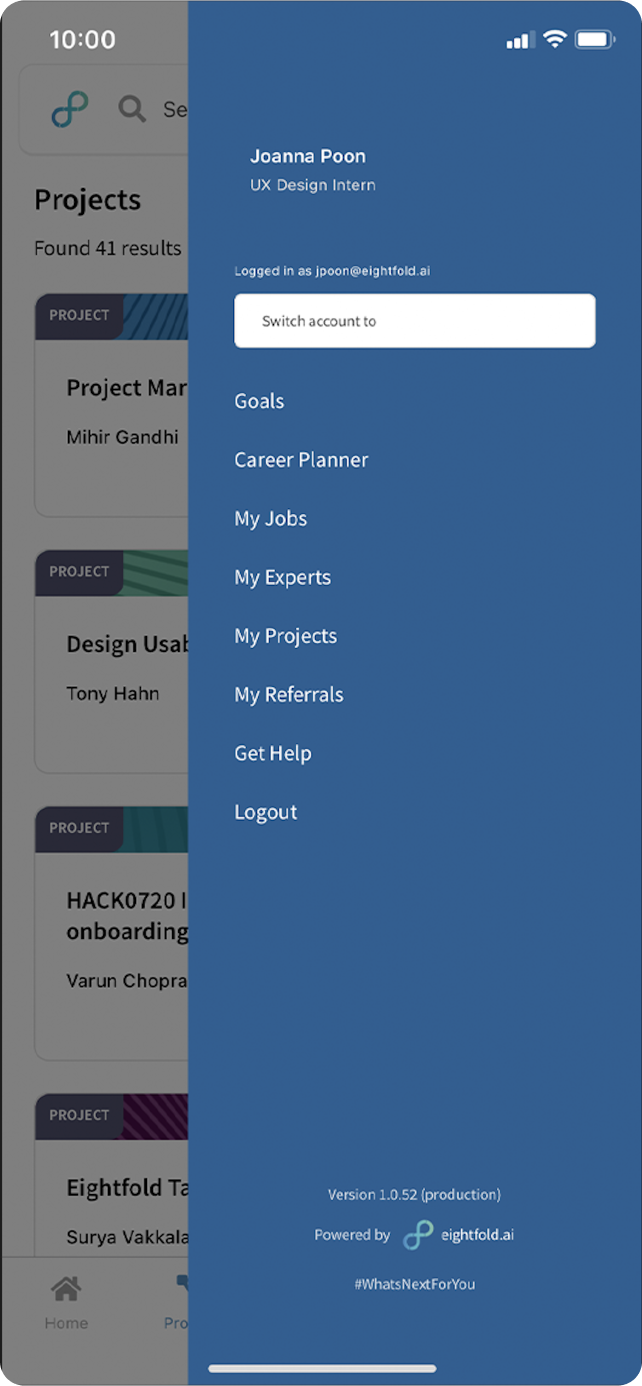 10:00
Se
Projects
Found 41 results
PROJECT
Project Mar
Mihir Gandhi
PROJECT
Design Usab
Tony Hahn
PROJECT
HACK0720 I
onboarding
Varun Chopra
PROJECT
Eightfold Ta
Surya Vakkala
Home
Pro
Joanna Poon
UX Design Intern
Logged in as jpoon@eightfold.ai
Switch account to
Goals
Career Planner
My Jobs
My Experts
My Projects
My Referrals
Get Help
Logout
Version 1.0.52 (production)
Powered by eightfold.ai
#WhatsNextForYou